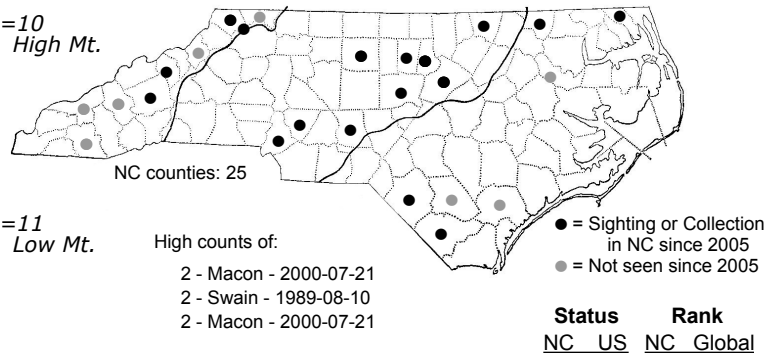 =10
High Mt.
NC counties: 25
=11
Low Mt.
High counts of:
2 - Macon - 2000-07-21
2 - Swain - 1989-08-10
2 - Macon - 2000-07-21
= Sighting or Collection
in NC since 2005
= Not seen since 2005
Status Rank
NC US NC Global